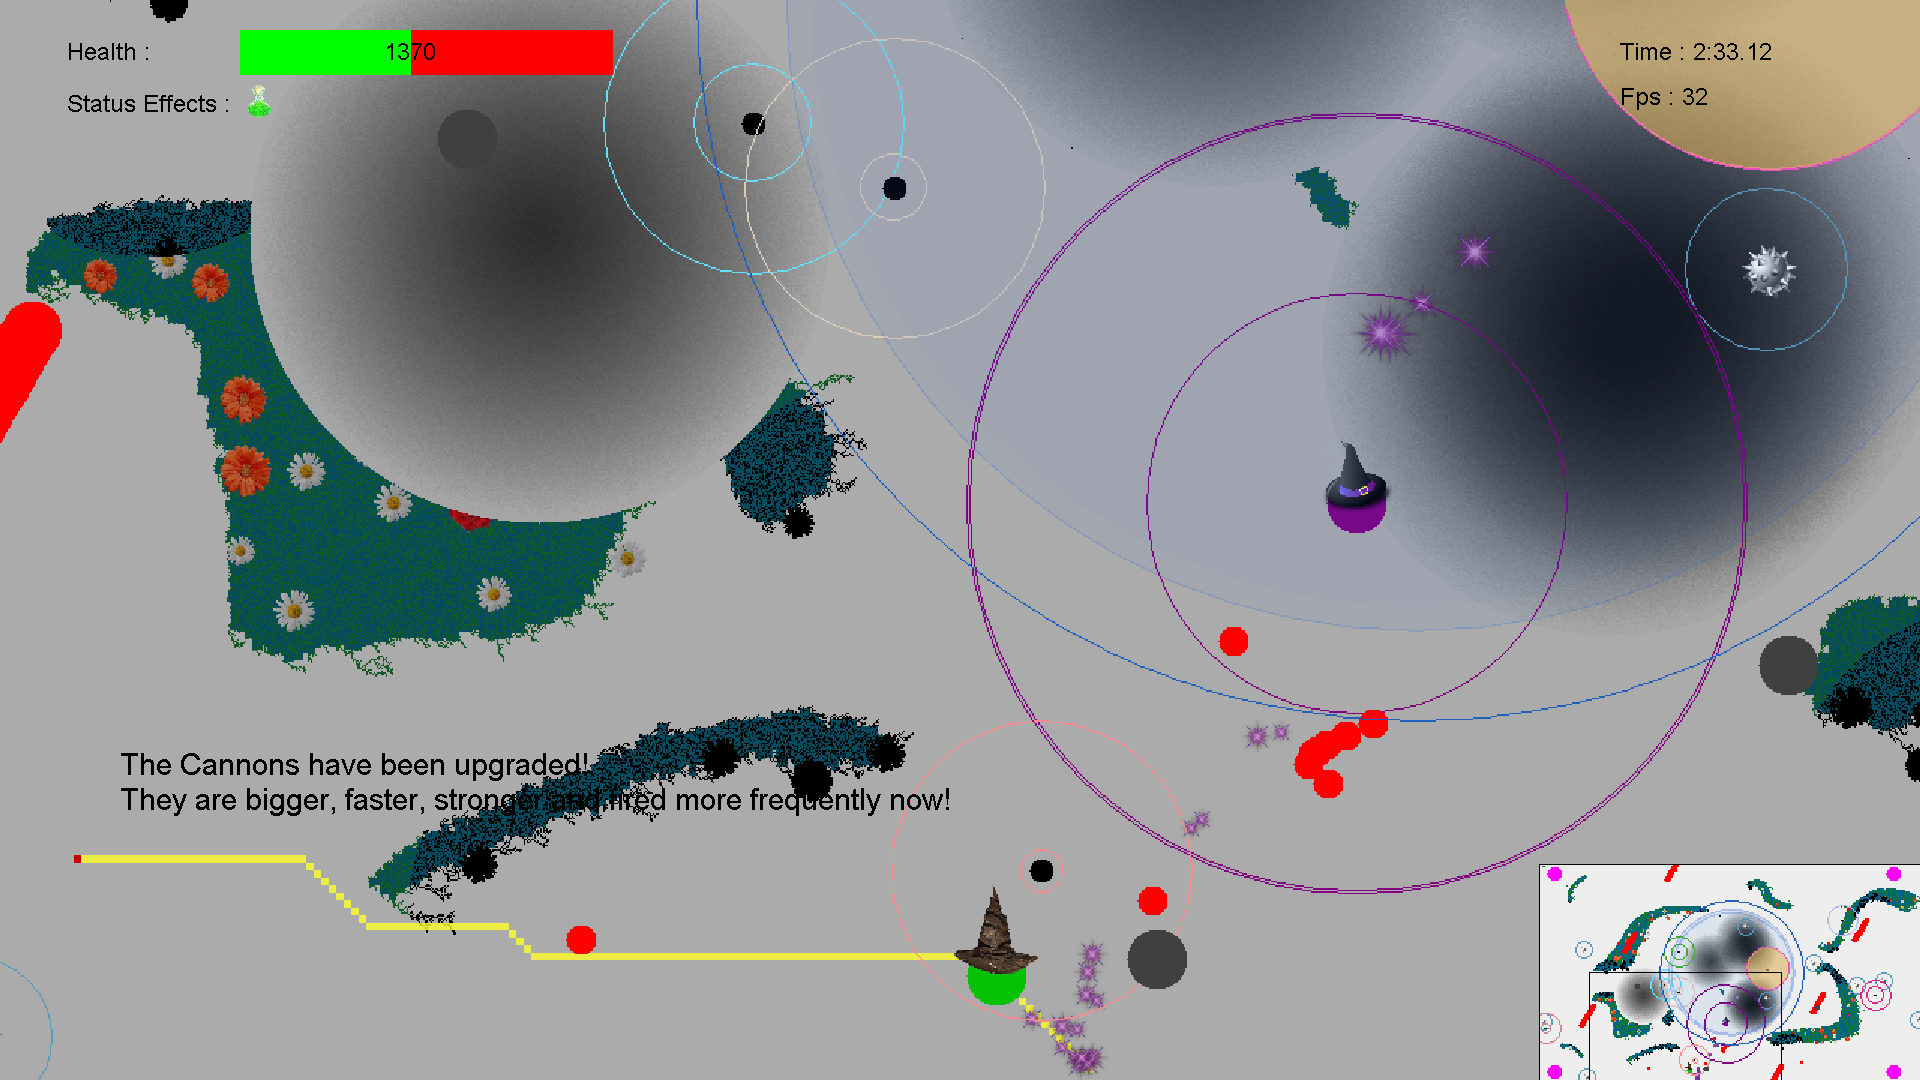 Health :
1370
Status Effects :
Time : 2:33.12
Fps : 32
The Cannons have been upgraded!
They are bigger, faster, stronger and fired more frequently now!